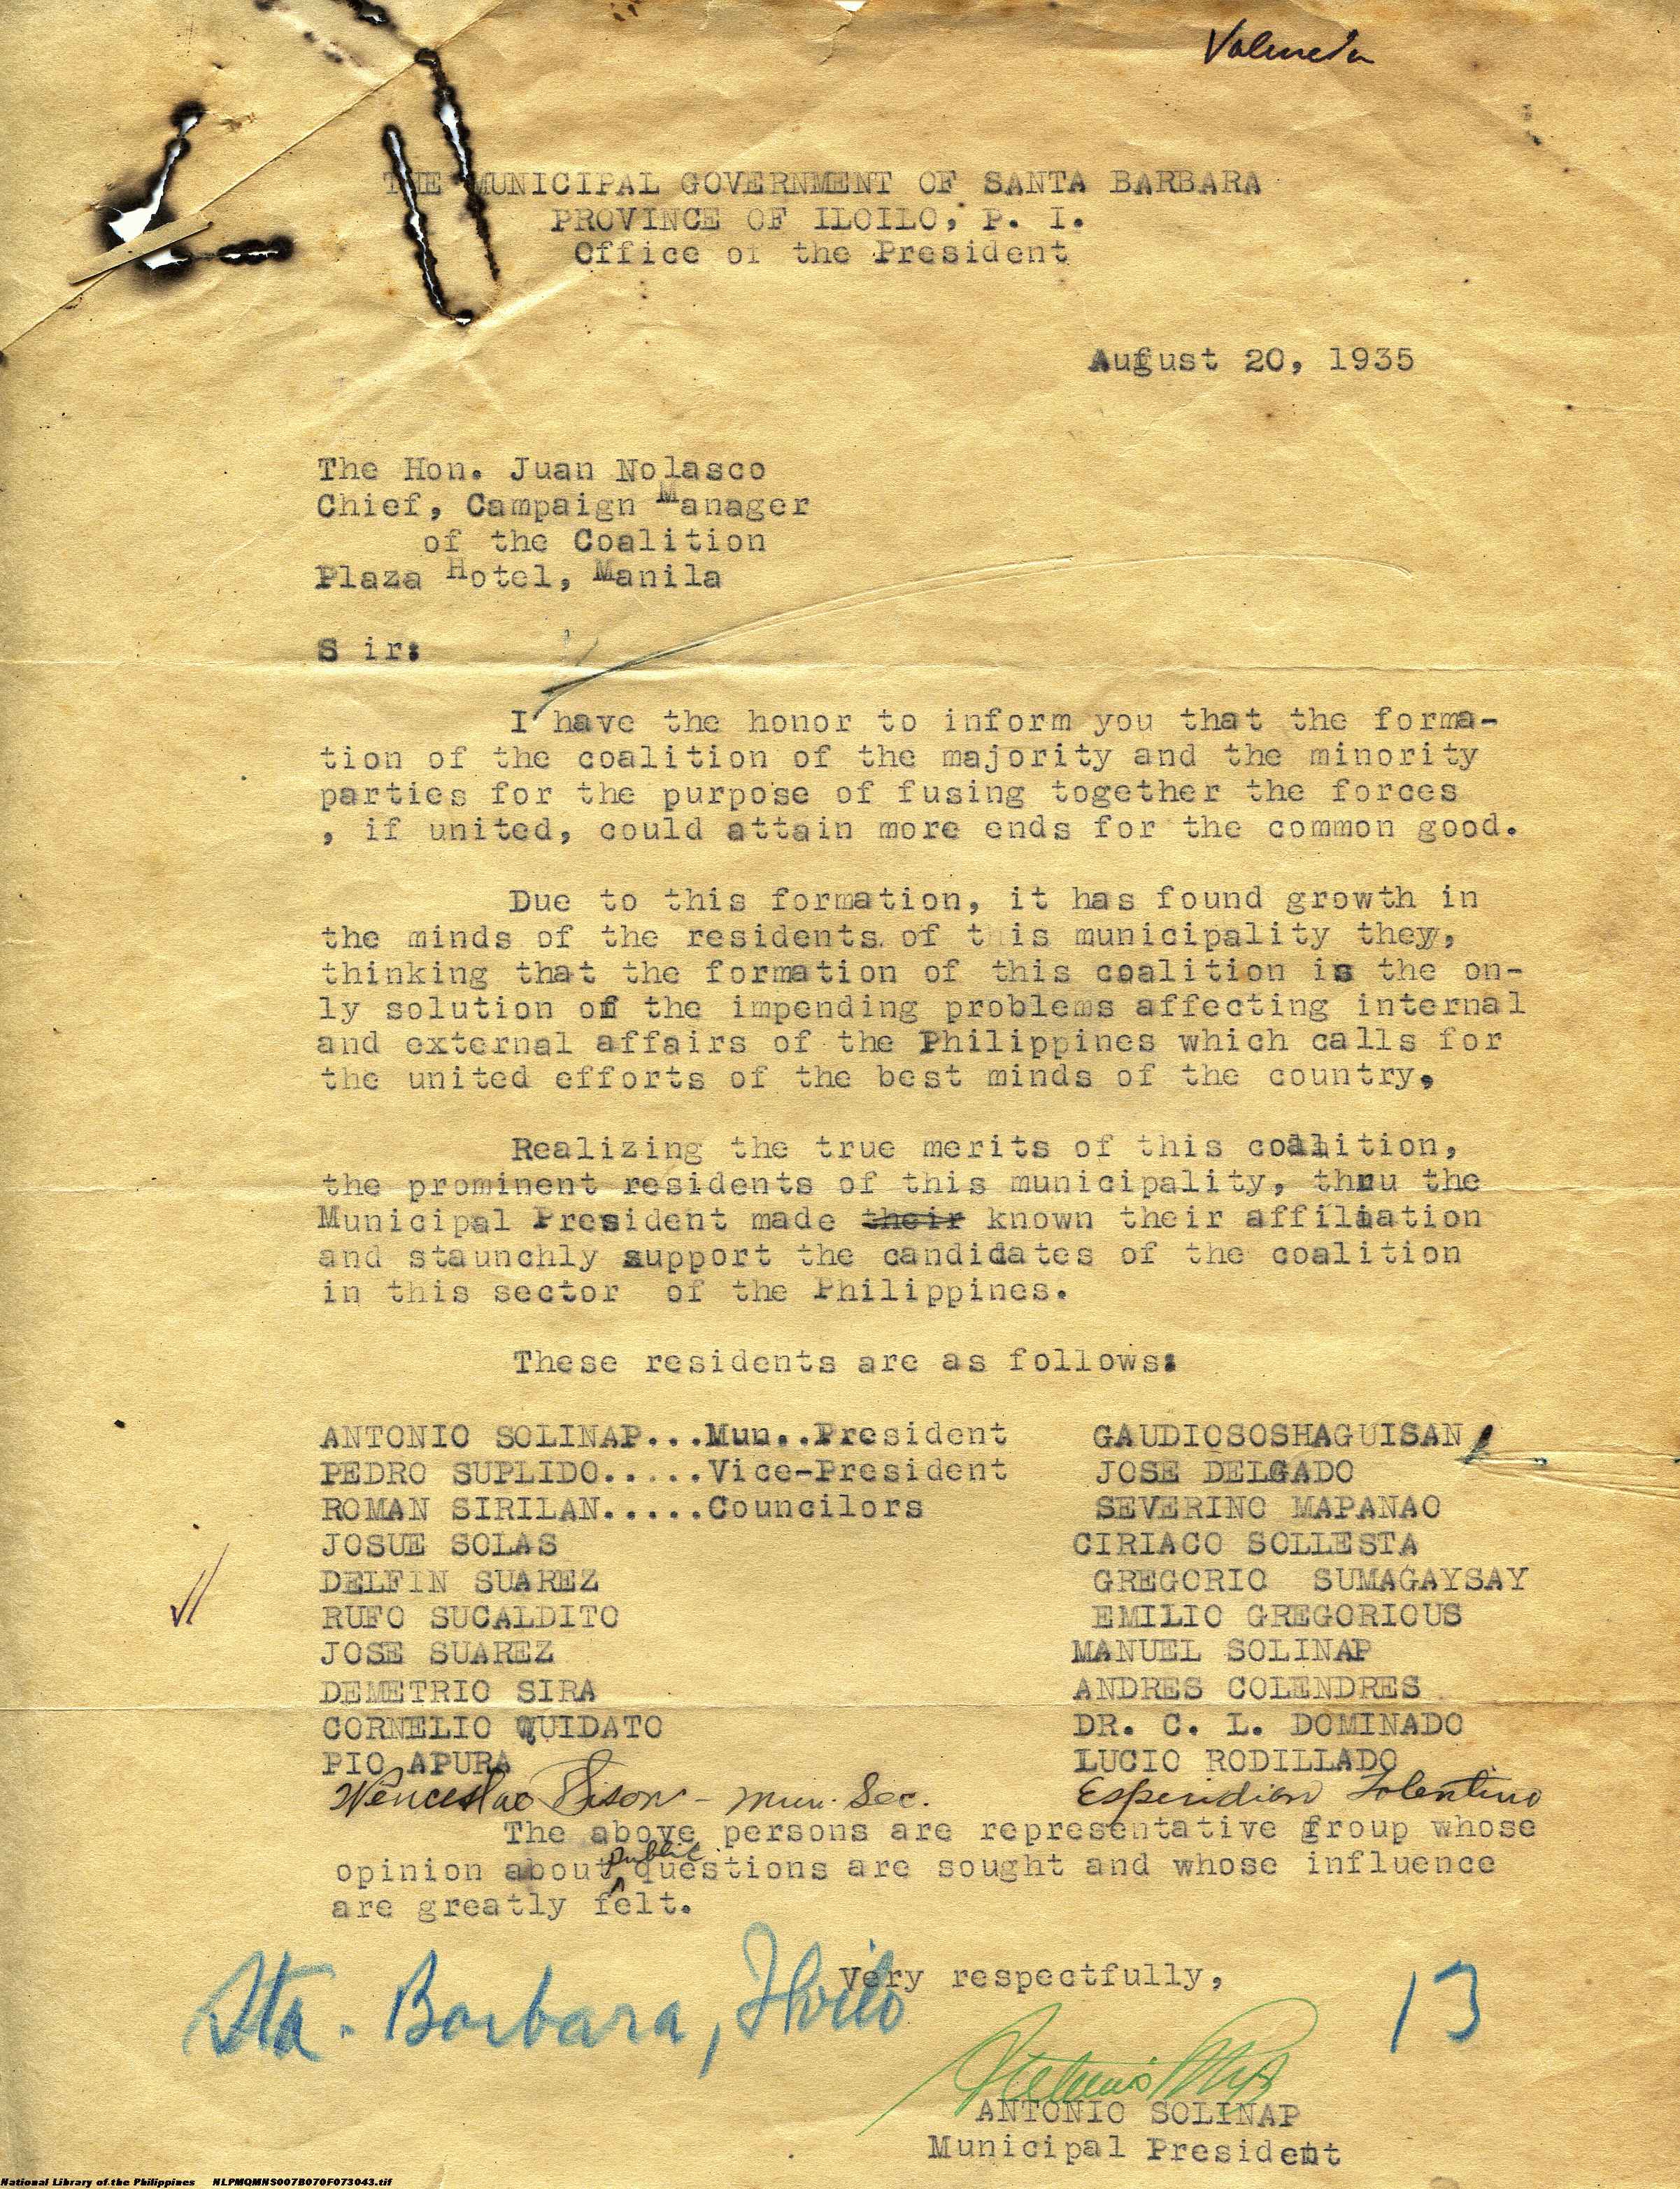 Valencia
THE MUNICIPAL GOVERNMENT OF SANTA BARBARA
PROVINCE OF ILOILO, P. I.
Office of the President
August 20, 1935
The Hon. Juan Nolasco
Chief, Campaign Manager
of the Coalition
Plaza Hotel, Manila
S ir:
I have the honor to inform you that the forma-
tion of the coalition of the majority and the minority
parties for the purpose of fusing together the forces
, if united, could attain more ends for the common good.
Due to this formation, it has found growth in
the minds of the residents of this municipality they,
thinking that the formation of this coalition is the on-
ly solution of the impending problems affecting internal
and external affairs of the Philippines which calls for
the united efforts of the best minds of the country.
Realizing the true merits of this coalition,
the prominent residents of this municipality, thru the
Municipal President made their known their affiliation
and staunchly support the candidates of the coalition
in this sector of the Philippines.
These residents are as follows:
ANTONIO SOLINAP...Mun..President GAUDIOSOSHAGUISAN
PEDRO SUPLIDO.....Vice-President JOSE DELGADO
ROMAN SIRILAN.....Councilors SEVERINO MAPANAO
JOSUE SOLAS CIRIACO SOLLESTA
DELFIN SUAREZ GREGORIO SUMAGAYSAY
RUFO SUCALDITO EMILIO GREGORIOUS
JOSE SUAREZ MANUEL SOLINAP
DEMETRIO SIRA ANDRES COLENDRES
CORNELIO QUIDATO DR. C. L. DOMINADO
PIO APURA LUCIO RODILLADO
Wenceslao Sison - Mun. Sec. Esperidion Tolentino
The above persons are representative group whose
opinion about public questions are sought and whose influence
are greatly felt.
Very respectfully,
Sta. Barbara, Iloilo 13
ANTONIO SOLINAP
Municipal President
National Library of the Philippines NLPMQMNS007B070F073043.tif